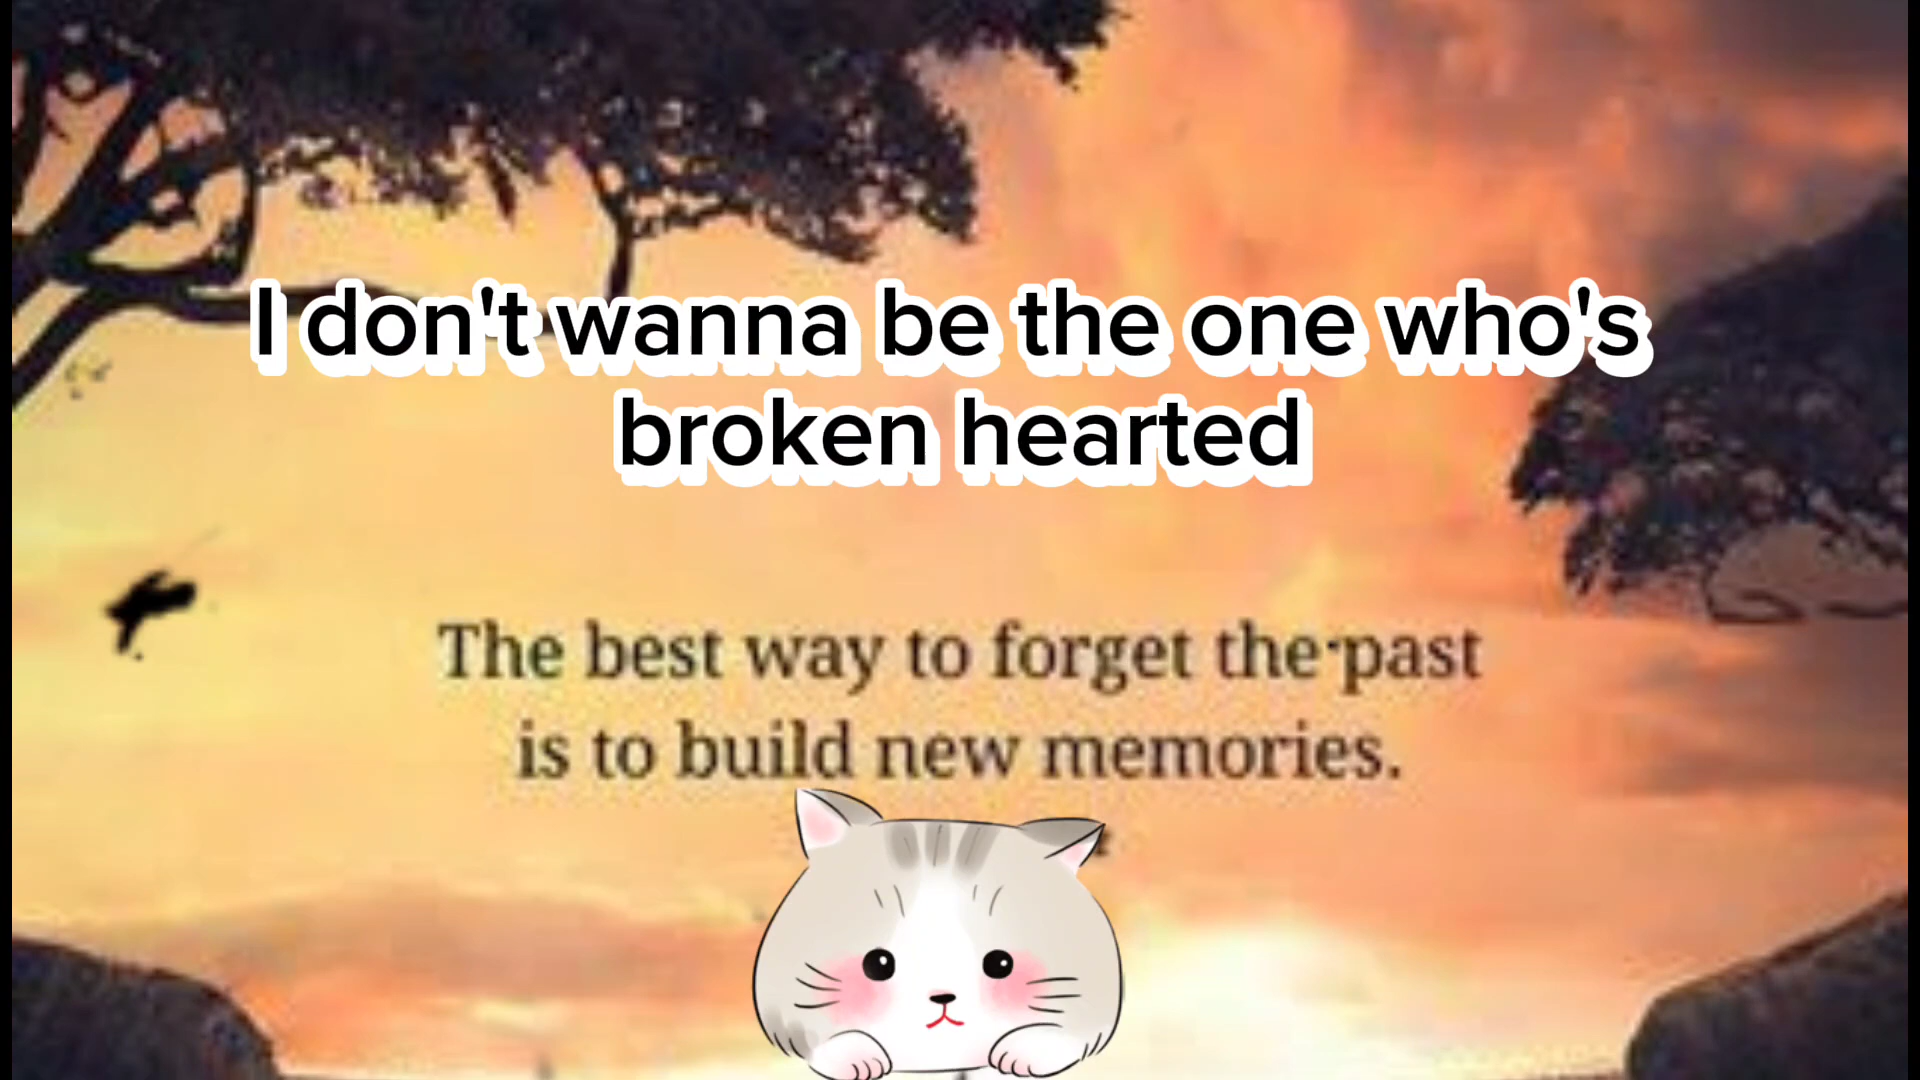 I don't wanna be the one who's
broken hearted
The best way to forget the past
is to build new memories.